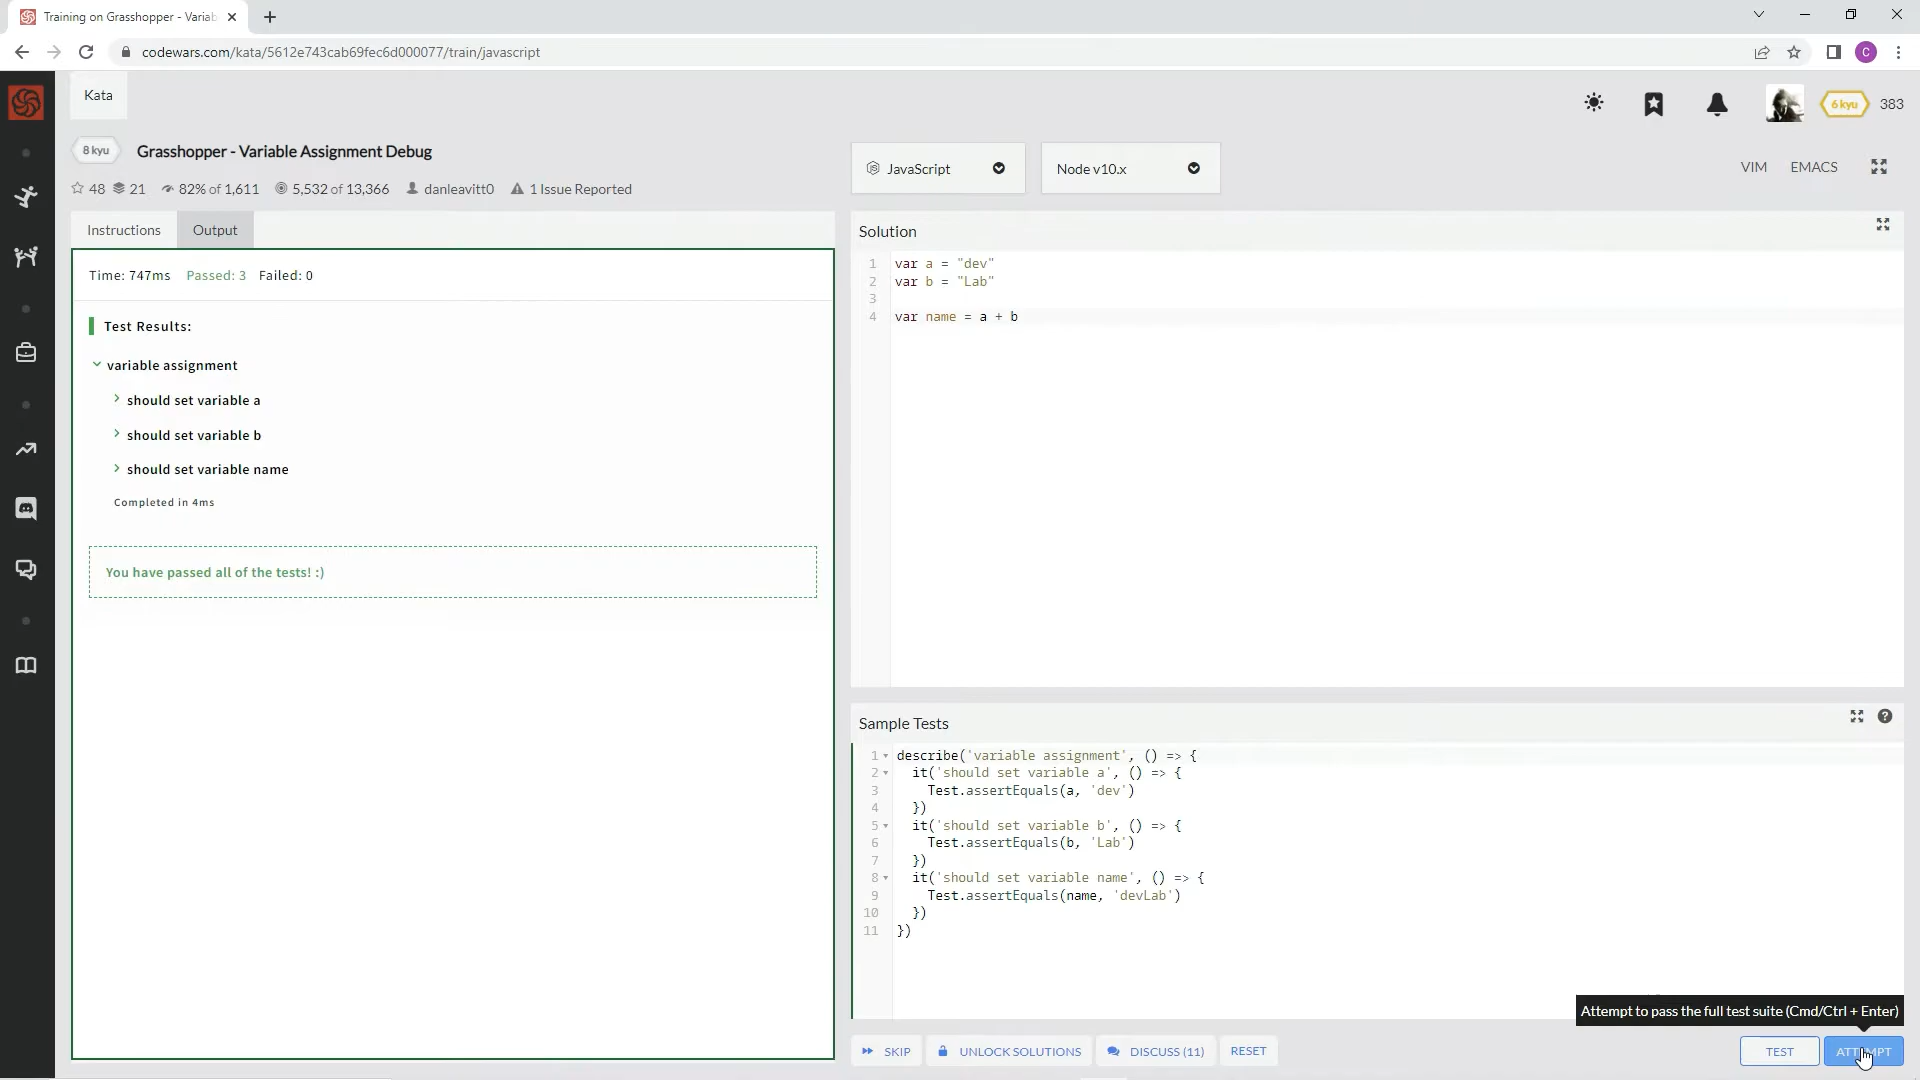 Training on Grasshopper - Variab
codewars.com/kata/5612e743cab69fec6d000077/train/javascript
C
Kata
6 kyu 383
8 kyu Grasshopper - Variable Assignment Debug
48 21 82% of 1,611 5,532 of 13,366 danleavitt0 1 Issue Reported
JavaScript Node v10.x VIM EMACS
Instructions Output
Time: 747ms Passed: 3 Failed: 0
Test Results:
variable assignment
should set variable a
should set variable b
should set variable name
Completed in 4ms
You have passed all of the tests! :)
Solution
1 var a = "dev"
2 var b = "Lab"
3
4 var name = a + b
Sample Tests
1 describe('variable assignment', () => {
2 it('should set variable a', () => {
3 Test.assertEquals(a, 'dev')
4 })
5 it('should set variable b', () => {
6 Test.assertEquals(b, 'Lab')
7 })
8 it('should set variable name', () => {
9 Test.assertEquals(name, 'devLab')
10 })
11 })
Attempt to pass the full test suite (Cmd/Ctrl + Enter)
SKIP UNLOCK SOLUTIONS DISCUSS (11) RESET TEST ATTEMPT